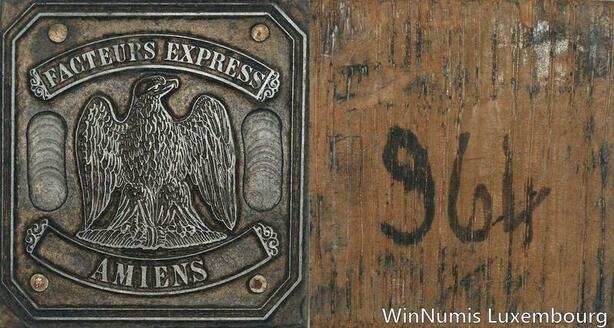 FACTEURS EXPRESS
AMIENS
964
WinNumis Luxembourg